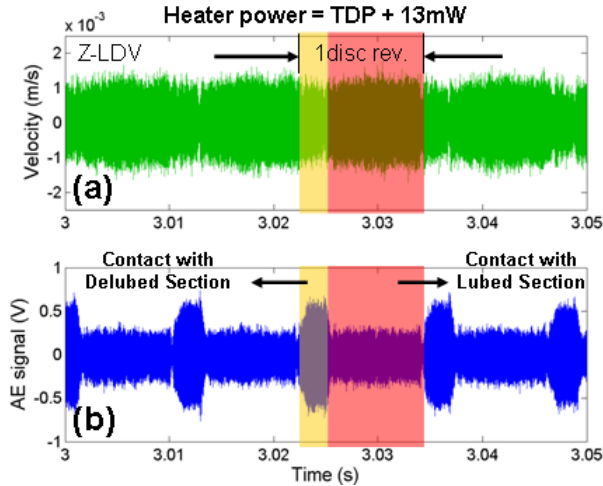 Heater power = TDP + 13mW
x 10⁻³
Z-LDV
1disc rev.
Velocity (m/s)
2
1
0
-1
-2
(a)
3
3.01
3.02
3.03
3.04
3.05
Contact with
Delubed Section
Contact with
Lubed Section
AE signal (V)
1
0.5
0
-0.5
-1
(b)
3
3.01
3.02
3.03
3.04
3.05
Time (s)